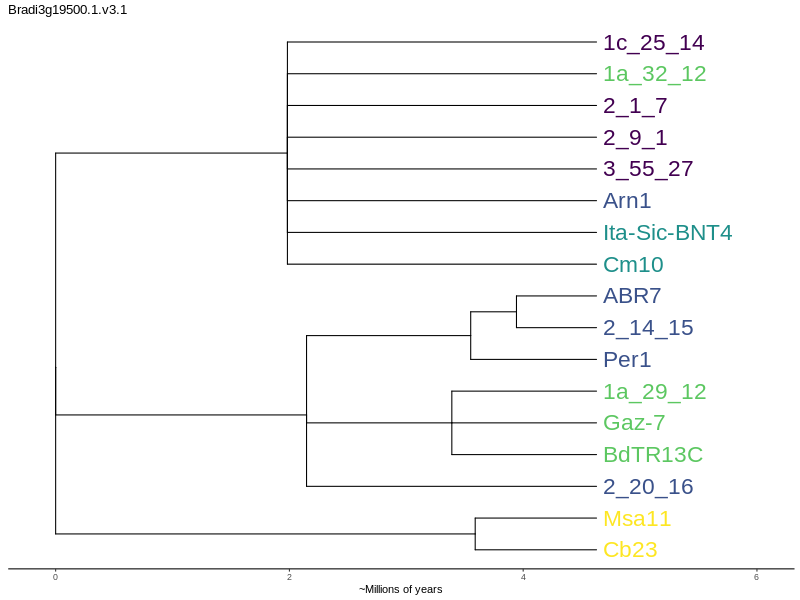 Bradi3g19500.1.v3.1
1c_25_14
1a_32_12
2_1_7
2_9_1
3_55_27
Arn1
Ita-Sic-BNT4
Cm10
ABR7
2_14_15
Per1
1a_29_12
Gaz-7
BdTR13C
2_20_16
Msa11
Cb23
0 2 4 6
~Millions of years